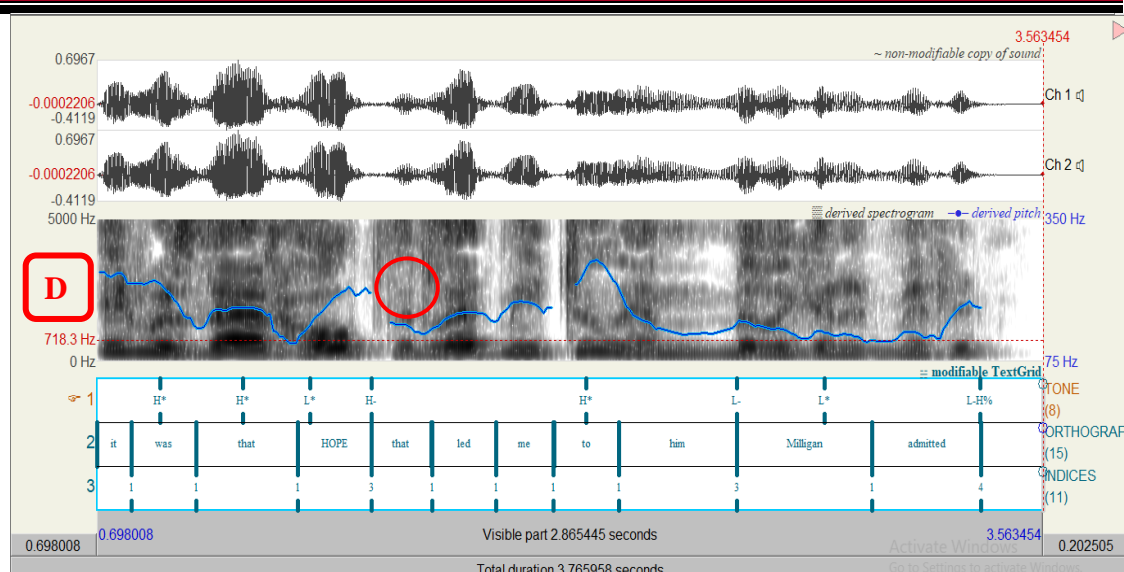 3.563454
~ non-modifiable copy of sound
0.6967
-0.0002206
-0.4119
Ch 1
0.6967
-0.0002206
-0.4119
Ch 2
5000 Hz
derived spectrogram derived pitch
350 Hz
D
718.3 Hz
0 Hz
75 Hz
modifiable TextGrid
1 H* H* L* H- H* L- L* L-H% TONE (8)
2 it was that HOPE that led me to him Milligan admitted ORTHOGRAF (15)
3 1 1 1 3 1 1 1 1 3 1 4 INDICES (11)
0.698008 0.698008 Visible part 2.865445 seconds 3.563454 0.202505
Activate Windows
Total duration 3.765958 seconds
Go to Settings to activate Windows.